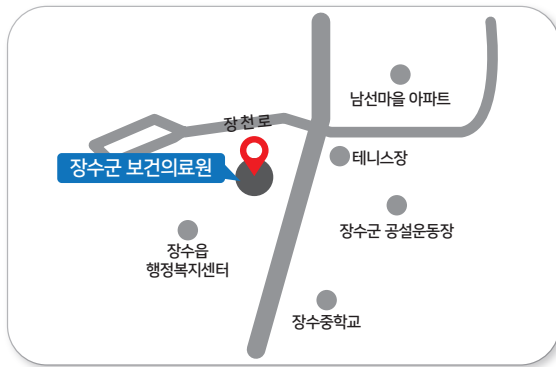 남선마을 아파트
장천로
테니스장
장수군 보건의료원
장수군 공설운동장
장수읍
행정복지센터
장수중학교